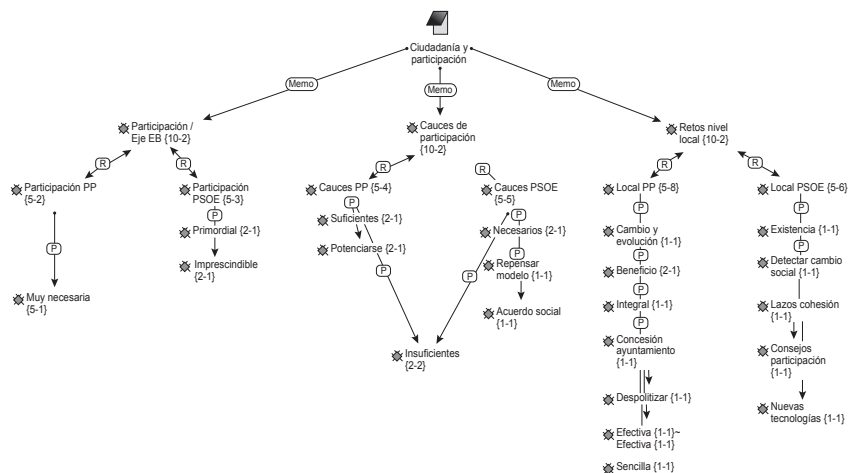 Ciudadanía y
participación
Memo
Memo
Memo
Participación /
Eje EB {10-2}
Cauces de
participación
{10-2}
Retos nivel
local {10-2}
R
R
R
R
R
R
Participación PP
{5-2}
Participación
PSOE {5-3}
Cauces PP {5-4}
Cauces PSOE
{5-5}
Local PP {5-8}
Local PSOE {5-6}
P
P
P
P
P
Primordial {2-1}
Suficientes {2-1}
Necesarios {2-1}
Cambio y
evolución {1-1}
Existencia {1-1}
P
P
P
P
P
Imprescindible
{2-1}
Potenciarse {2-1}
Repensar
modelo {1-1}
Beneficio {2-1}
Detectar cambio
social {1-1}
P
P
Muy necesaria
{5-1}
Acuerdo social
{1-1}
Integral {1-1}
Lazos cohesión
{1-1}
P
Insuficientes
{2-2}
Concesión
ayuntamiento
{1-1}
Consejos
participación
{1-1}
Despolitizar {1-1}
Nuevas
tecnologías {1-1}
Efectiva {1-1}~
Efectiva {1-1}
Sencilla {1-1}